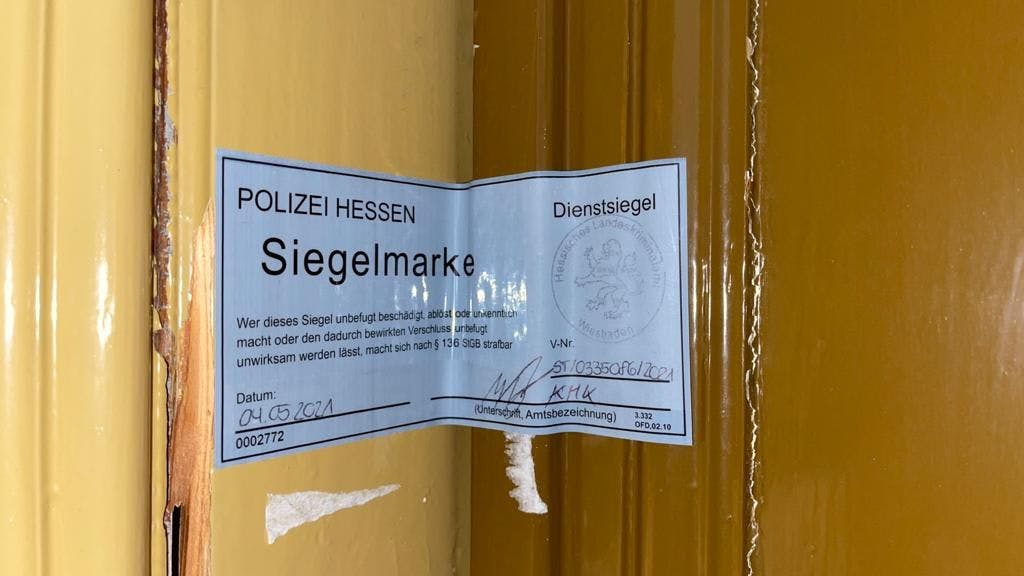 POLIZEI HESSEN
Dienstsiegel
Siegelmarke
Hessisches Landeskriminalamt
Wiesbaden
Wer dieses Siegel unbefugt beschädigt, ablöst oder unkenntlich
macht oder den dadurch bewirkten Verschluss unbefugt
unwirksam werden lässt, macht sich nach § 136 StGB strafbar
V-Nr.
ST/0335086/2021
Datum:
04.05.2021
KHK
(Unterschrift, Amtsbezeichnung)
3.332
OFD,02.10
0002772